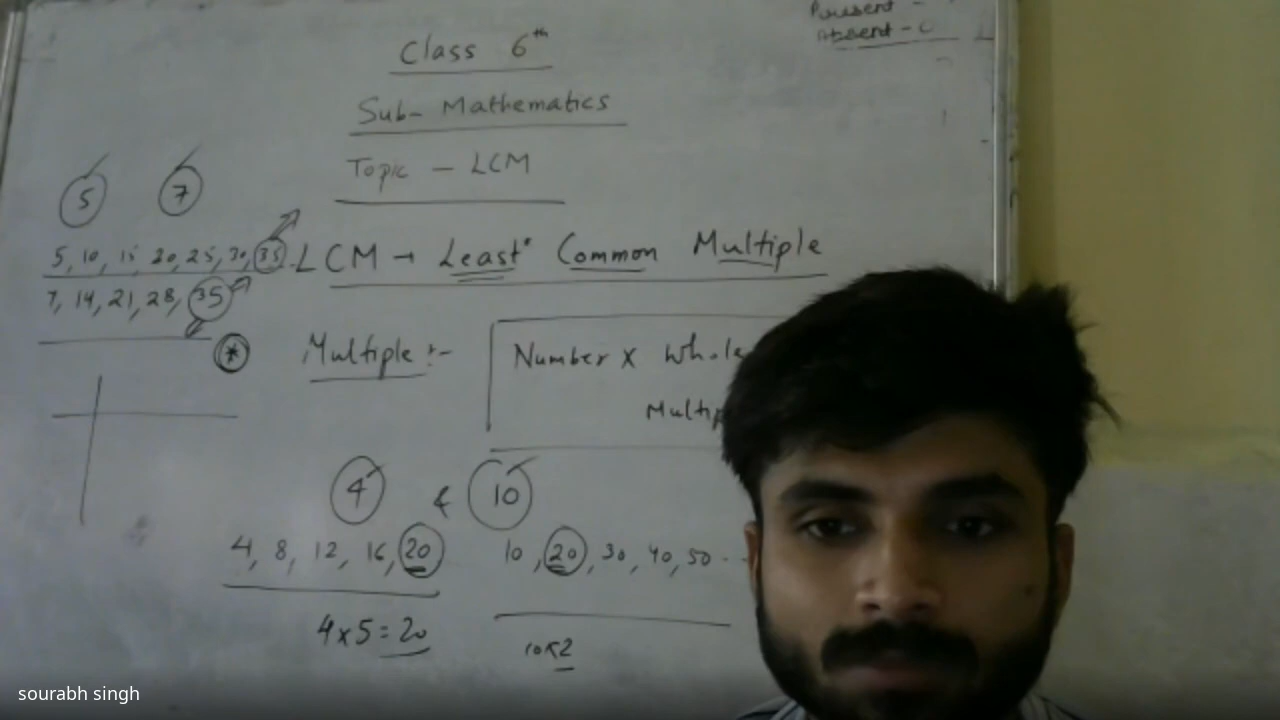 Present -
Absent - C
Class 6th
Sub- Mathematics
Topic - LCM
5 7
5, 10, 15, 20, 25, 30, 35
7, 14, 21, 28, 35
LCM → Least Common Multiple
* Multiple :-
Number x Whole
Multip
4 & 10
4, 8, 12, 16, 20
10, 20, 30, 40, 50 - -
4x5=20
10x2
sourabh singh